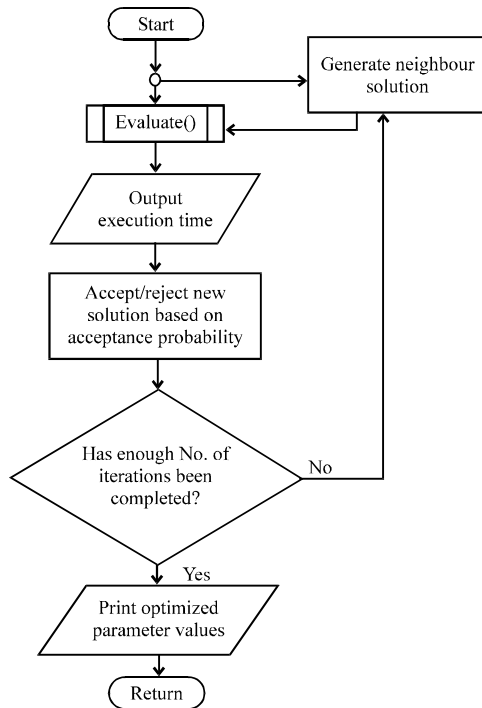 Start
Generate neighbour
solution
Evaluate()
Output
execution time
Accept/reject new
solution based on
acceptance probability
Has enough No. of
iterations been
completed?
No
Yes
Print optimized
parameter values
Return